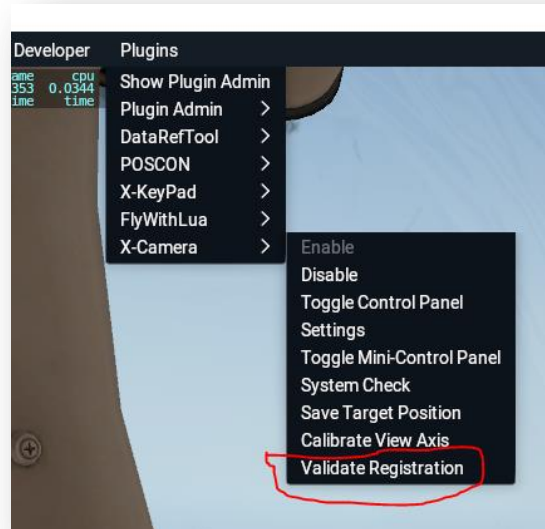 Developer Plugins
ame cpu
353 0.0344
ime time
Show Plugin Admin
Plugin Admin >
DataRefTool >
POSCON >
X-KeyPad >
FlyWithLua >
X-Camera >
Enable
Disable
Toggle Control Panel
Settings
Toggle Mini-Control Panel
System Check
Save Target Position
Calibrate View Axis
Validate Registration